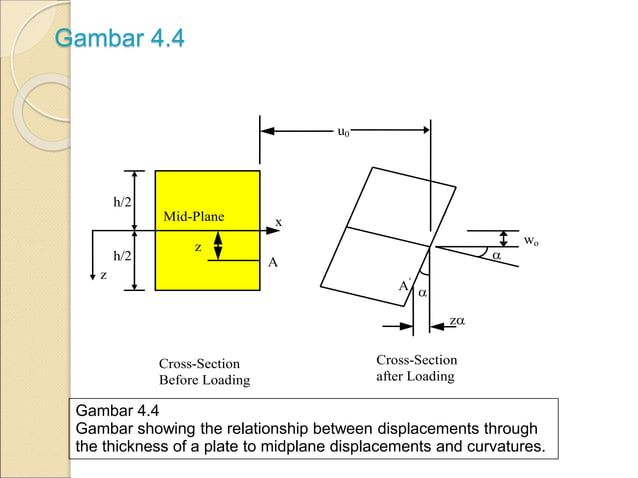 Gambar 4.4
u0
h/2
Mid-Plane
x
z
h/2
A
z
wo
α
A'
α
zα
Cross-Section
Before Loading
Cross-Section
after Loading
Gambar 4.4
Gambar showing the relationship between displacements through
the thickness of a plate to midplane displacements and curvatures.